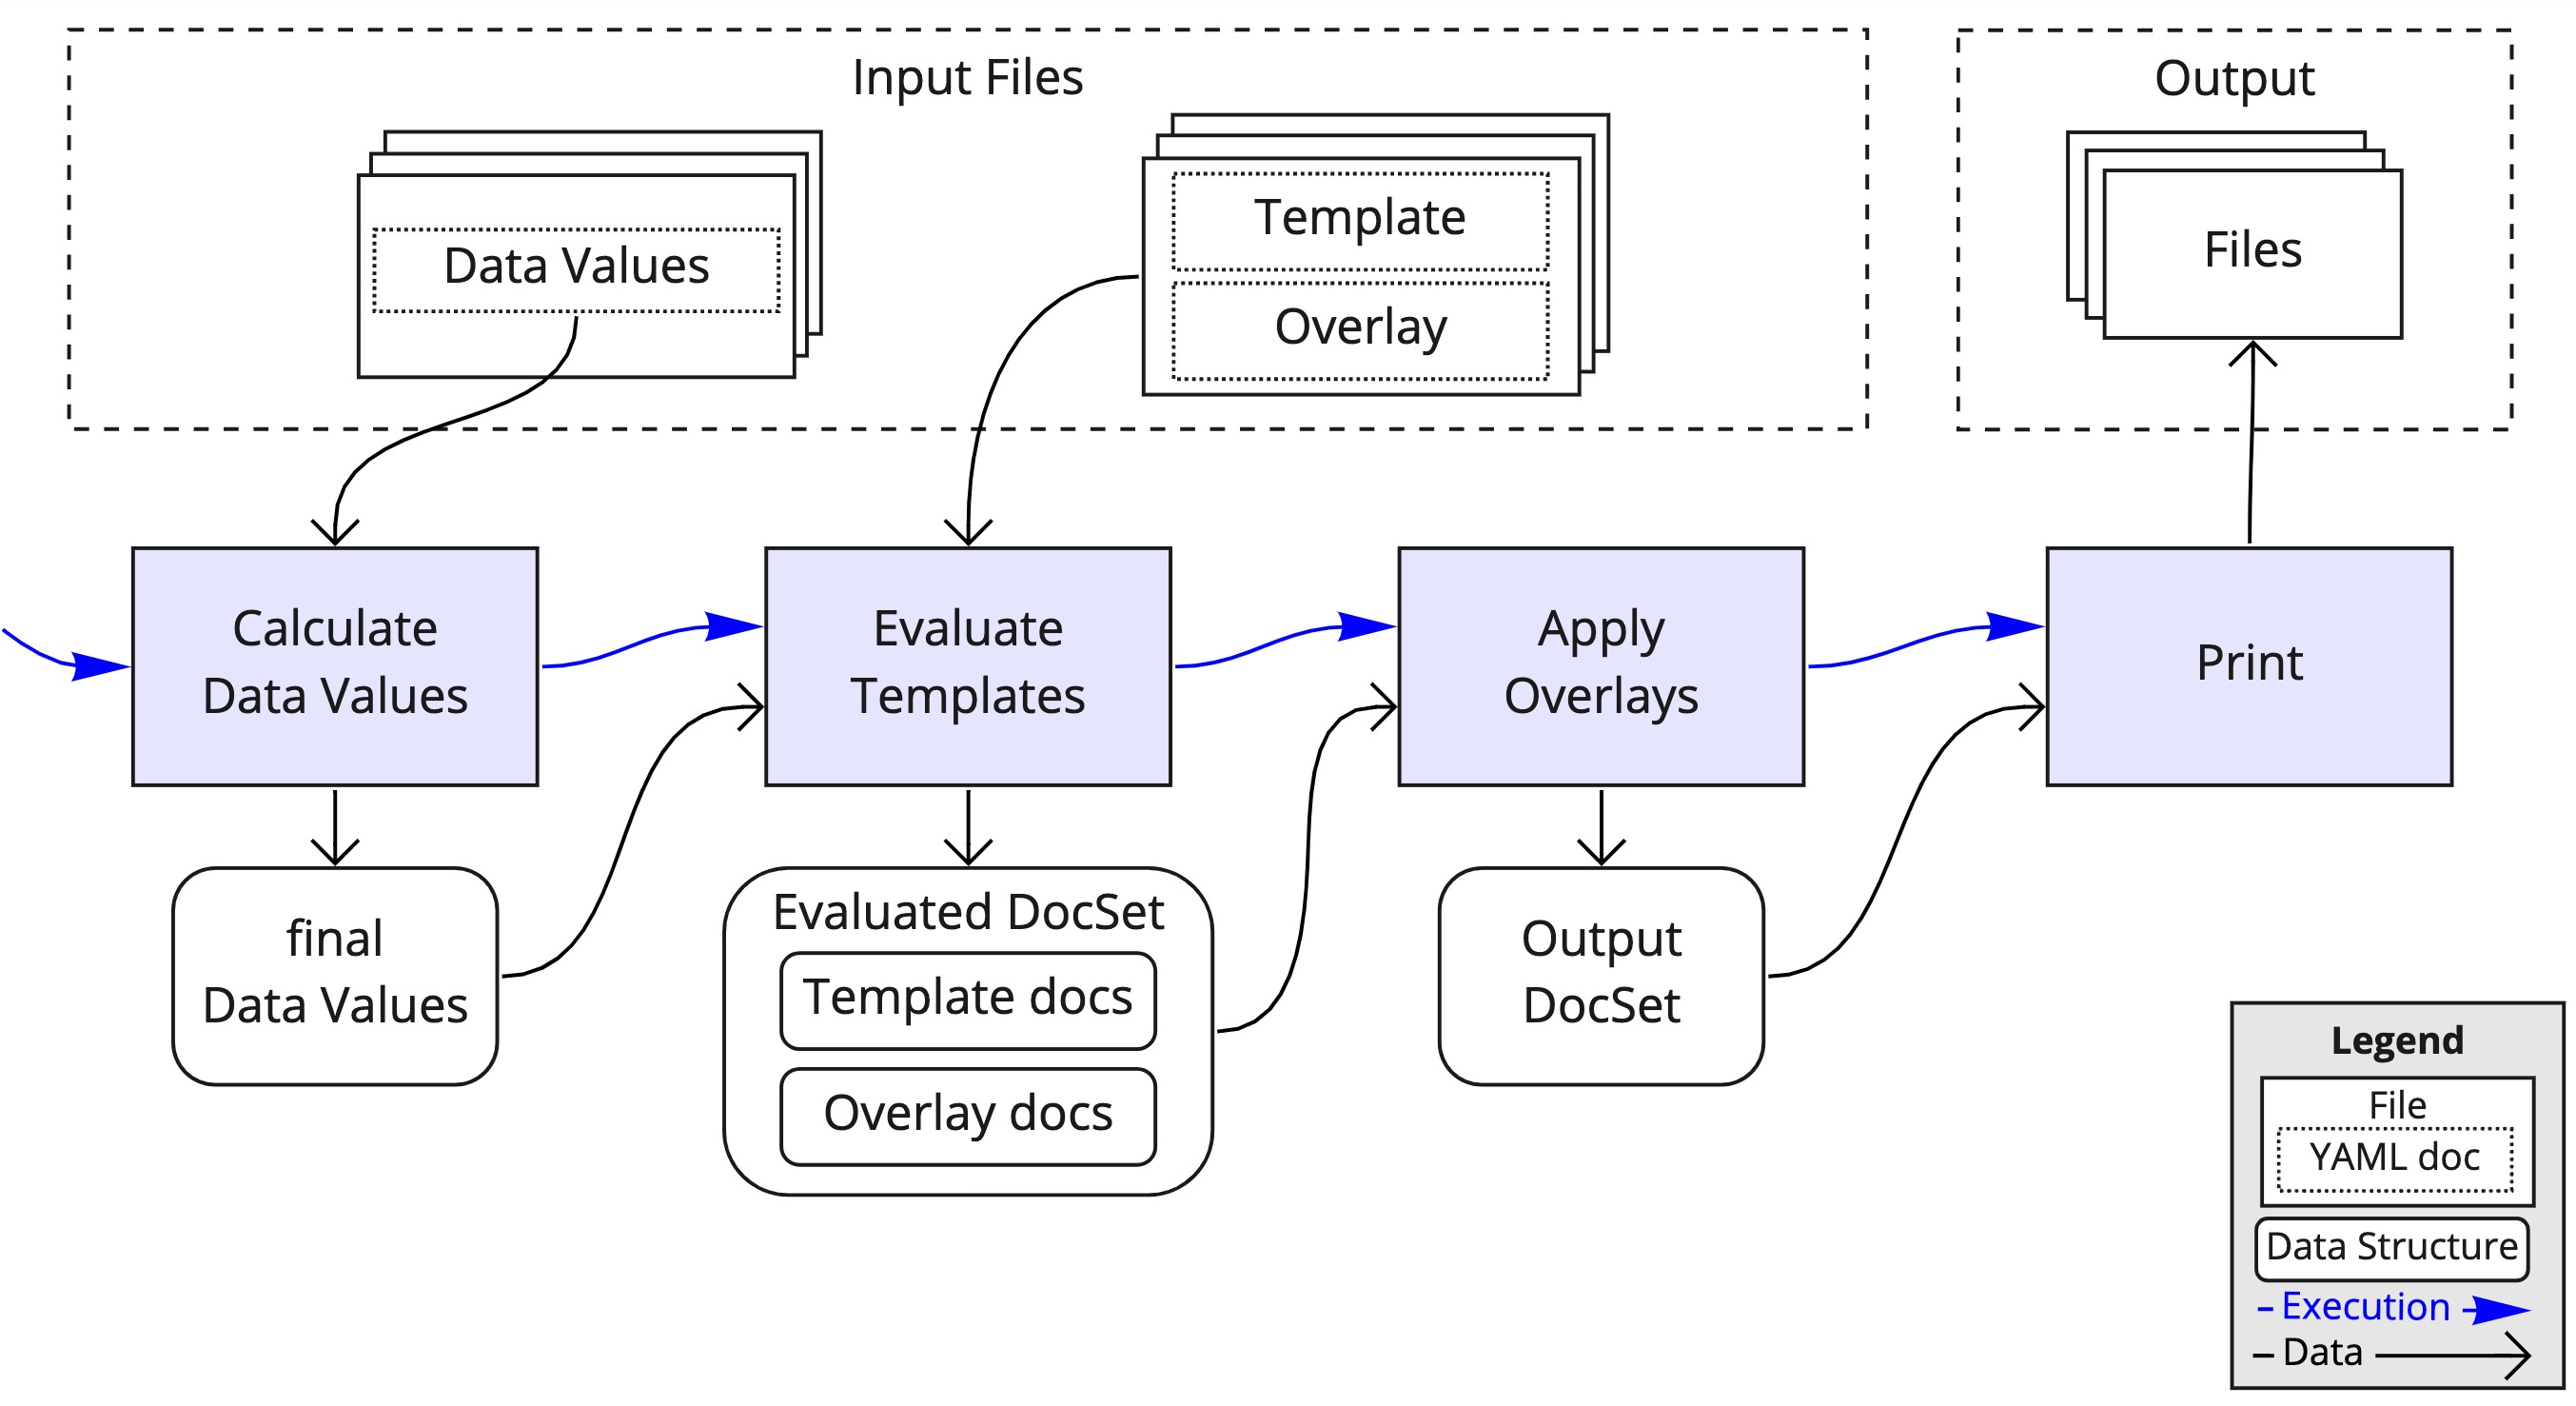 Input Files
Data Values
Template
Overlay
Output
Files
Calculate
Data Values
Evaluate
Templates
Apply
Overlays
Print
final
Data Values
Evaluated DocSet
Template docs
Overlay docs
Output
DocSet
Legend
File
YAML doc
Data Structure
Execution
Data